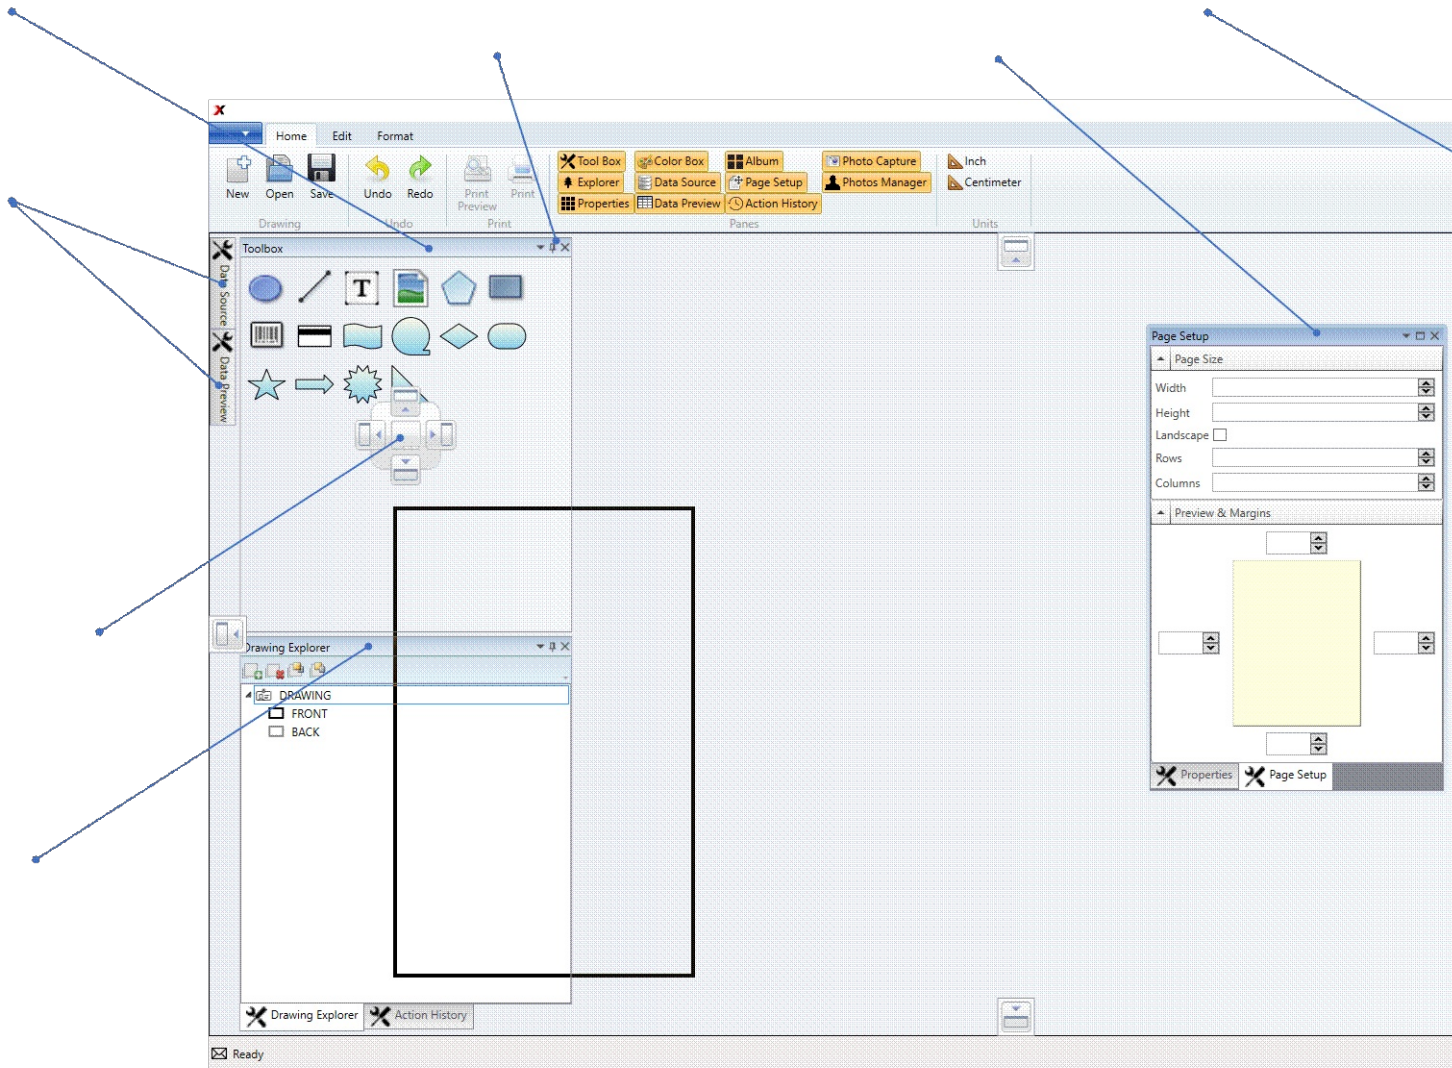 Home Edit Format
New Open Save Undo Redo Print Preview Print
Tool Box Color Box Album Photo Capture Inch
Explorer Data Source Page Setup Photos Manager Centimeter
Properties Data Preview Action History
Drawing Undo Print Panes Units
Data Source
Data Preview
Toolbox
T
Page Setup
Page Size
Width
Height
Landscape
Rows
Columns
Preview & Margins
Properties Page Setup
Drawing Explorer
DRAWING
FRONT
BACK
Drawing Explorer Action History
Ready